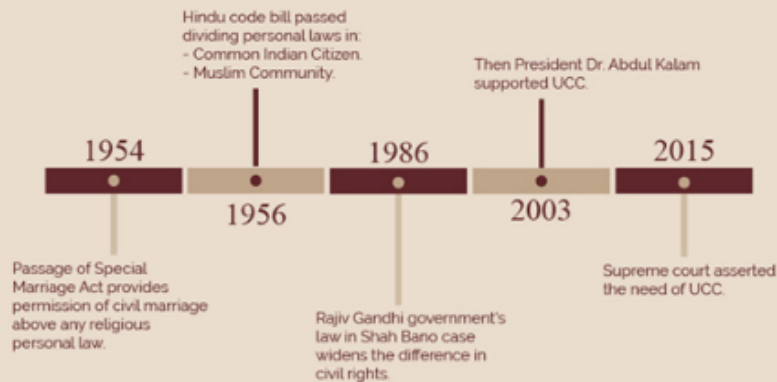 Hindu code bill passed
dividing personal laws in:
- Common Indian Citizen.
- Muslim Community.
Then President Dr. Abdul Kalam
supported UCC.
1954
1956
1986
2003
2015
Passage of Special
Marriage Act provides
permission of civil marriage
above any religious
personal law.
Rajiv Gandhi government's
law in Shah Bano case
widens the difference in
civil rights.
Supreme court asserted
the need of UCC.